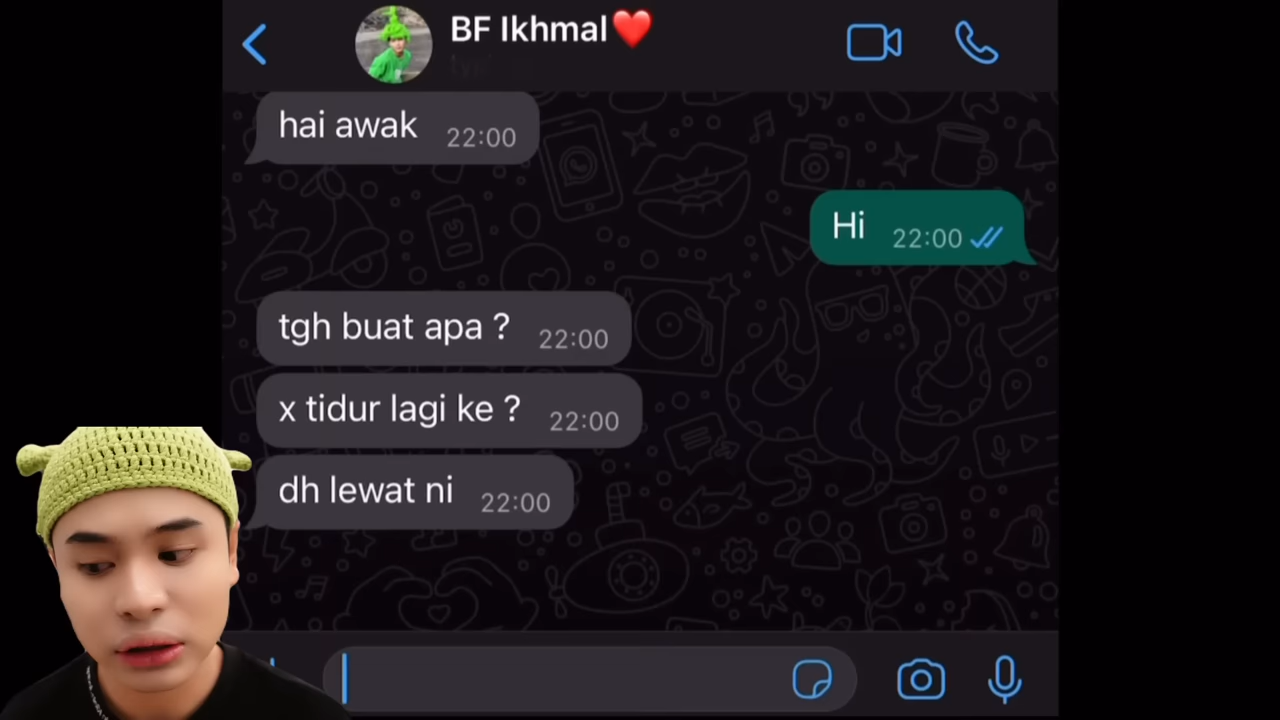 BF Ikhmal❤️
hai awak 22:00
Hi 22:00
tgh buat apa ? 22:00
x tidur lagi ke ? 22:00
dh lewat ni 22:00